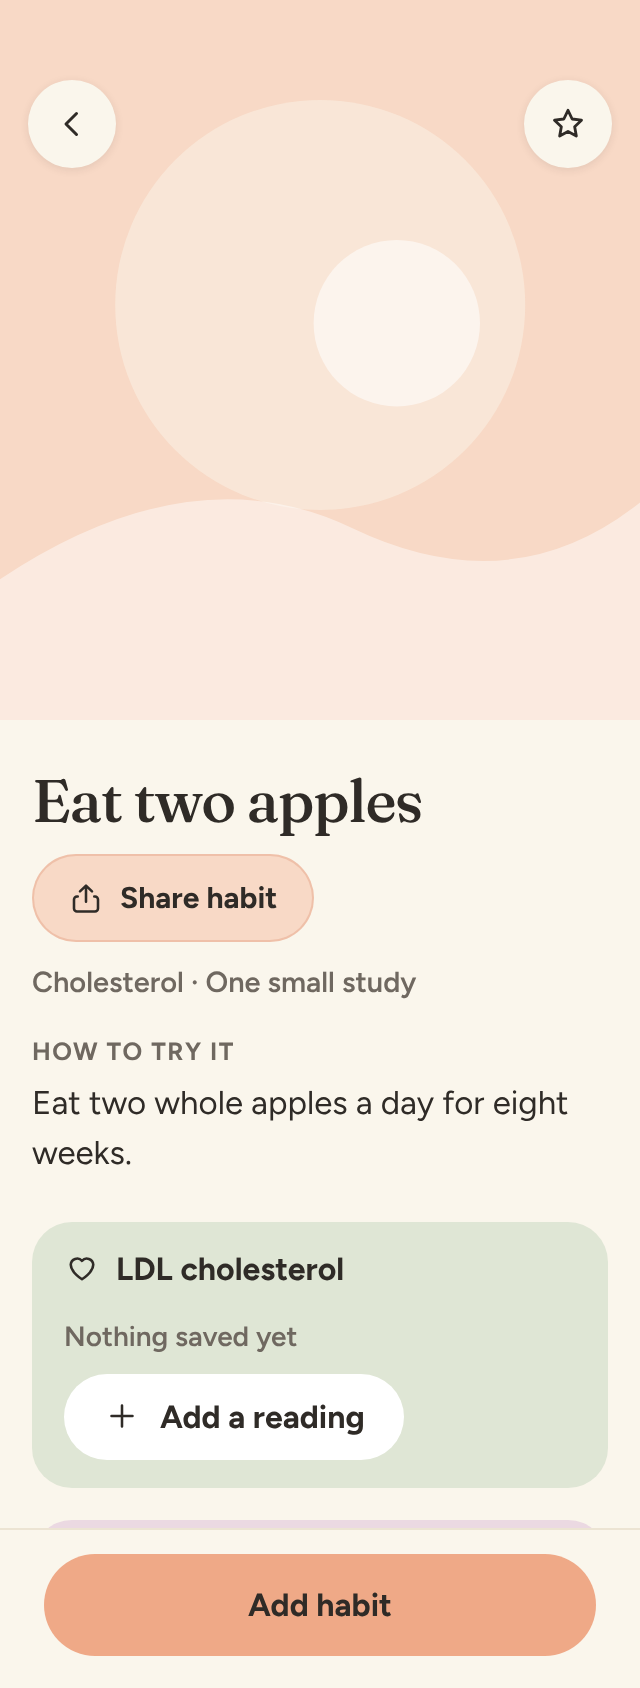 Eat two apples
Share habit
Cholesterol · One small study
HOW TO TRY IT
Eat two whole apples a day for eight
weeks.
LDL cholesterol
Nothing saved yet
Add a reading
Add habit